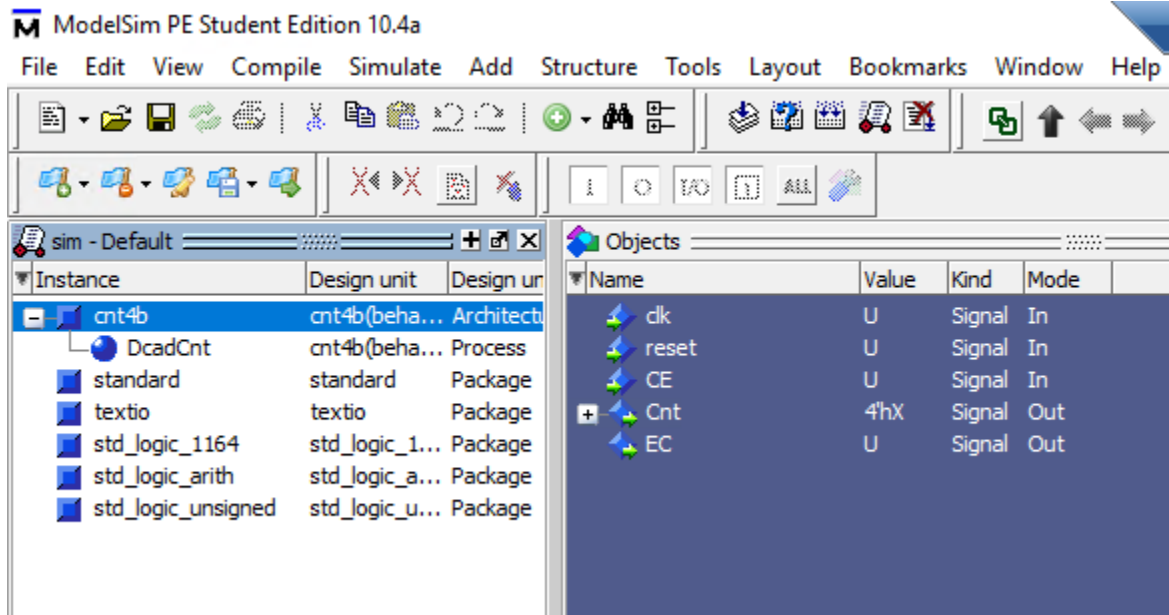 ModelSim PE Student Edition 10.4a
File Edit View Compile Simulate Add Structure Tools Layout Bookmarks Window Help
1 O I/O ALL
sim - Default Objects
Instance Design unit Design un Name Value Kind Mode
cnt4b cnt4b(beha... Architectu clk U Signal In
DcadCnt cnt4b(beha... Process reset U Signal In
standard standard Package CE U Signal In
textio textio Package Cnt 4'hX Signal Out
std_logic_1164 std_logic_1... Package EC U Signal Out
std_logic_arith std_logic_a... Package
std_logic_unsigned std_logic_u... Package